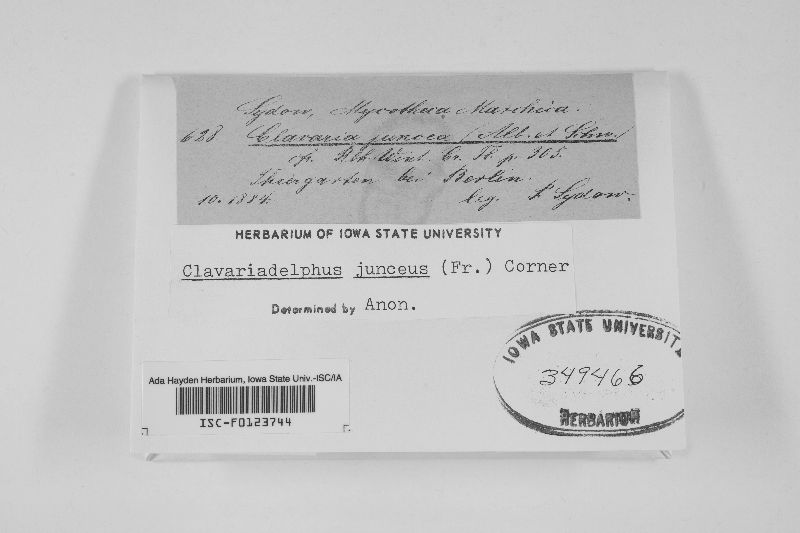 Sydow, Mycotheca Marchica.
628 Clavaria juncea (Alb. et Schw.)
p. 305.
Thiergarten bei Berlin.
10. 1884. leg. P. Sydow.
HERBARIUM OF IOWA STATE UNIVERSITY
Clavariadelphus junceus (Fr.) Corner
Determined by Anon.
IOWA STATE UNIVERSITY
349466
HERBARIUM
Ada Hayden Herbarium, Iowa State Univ.-ISC/IA
ISC-F0123744